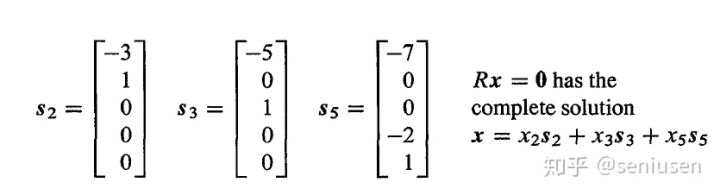 s₂ = [−3 1 0 0 0] s₃ = [−5 0 1 0 0] s₅ = [−7 0 0 −2 1]
Rx = 0 has the
complete solution
x = x₂s₂ + x₃s₃ + x₅s₅
知乎 @seniusen